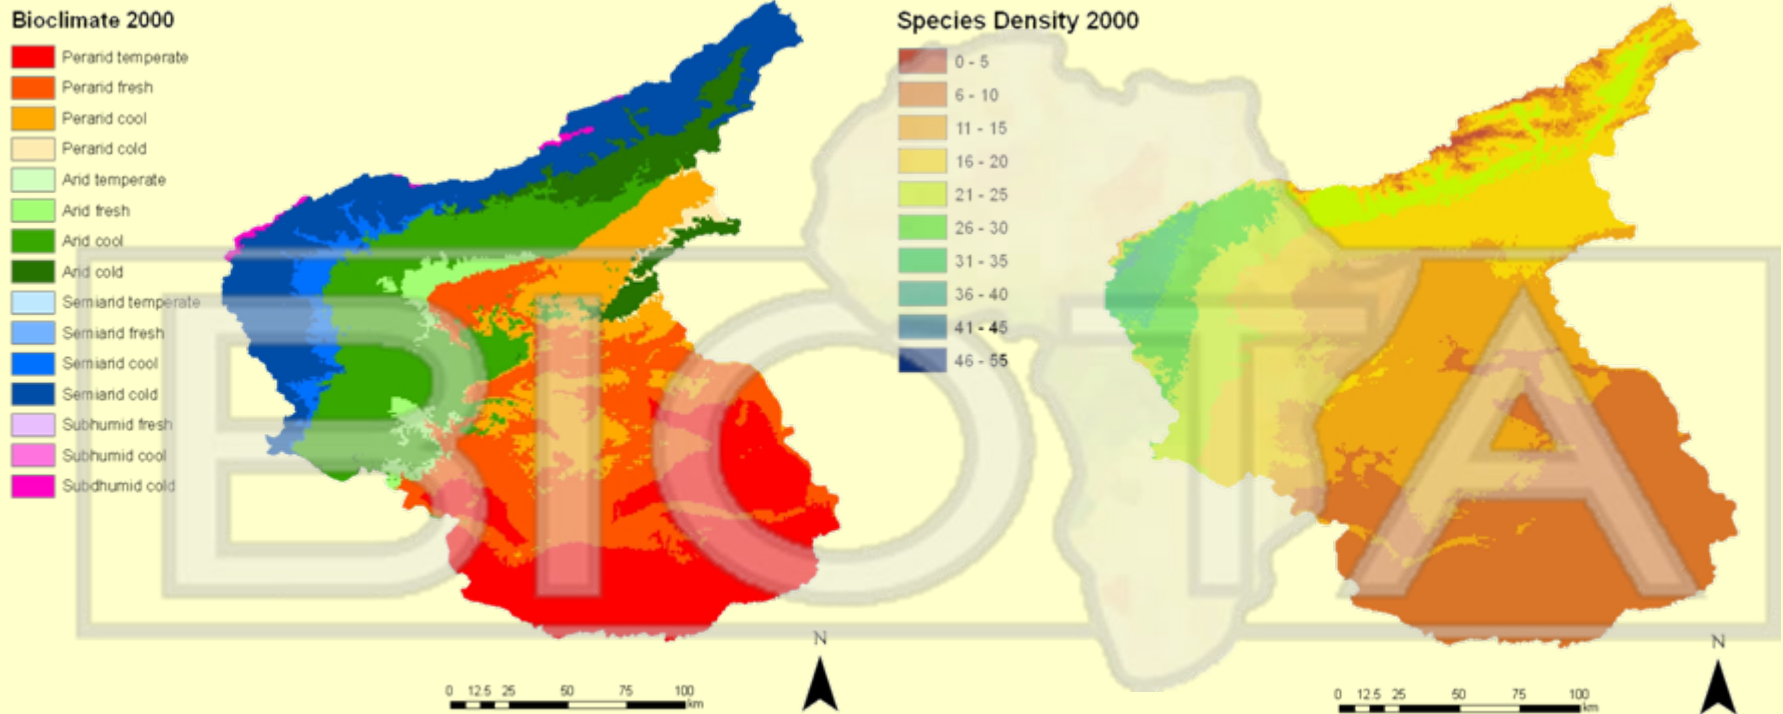 Bioclimate 2000
Perarid temperate
Perarid fresh
Perarid cool
Perarid cold
Arid temperate
Arid fresh
Arid cool
Arid cold
Semiarid temperate
Semiarid fresh
Semiarid cool
Semiarid cold
Subhumid fresh
Subhumid cool
Subdhumid cold
N
0 12.5 25 50 75 100
km
Species Density 2000
0 - 5
6 - 10
11 - 15
16 - 20
21 - 25
26 - 30
31 - 35
36 - 40
41 - 45
46 - 55
N
0 12.5 25 50 75 100
km
BIOTA